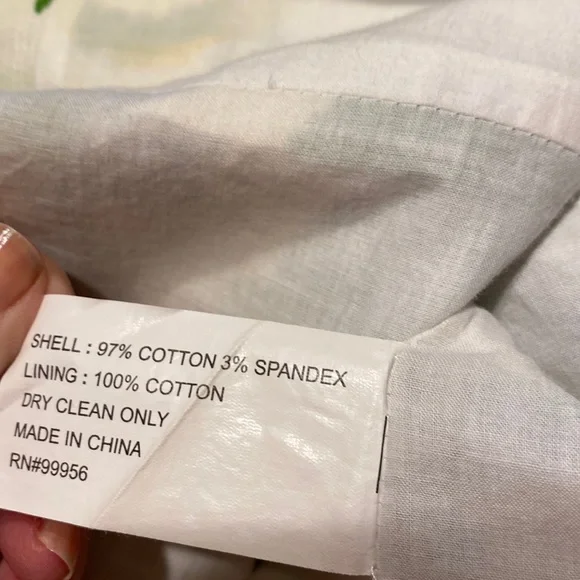 SHELL : 97% COTTON 3% SPANDEX
LINING : 100% COTTON
DRY CLEAN ONLY
MADE IN CHINA
RN#99956